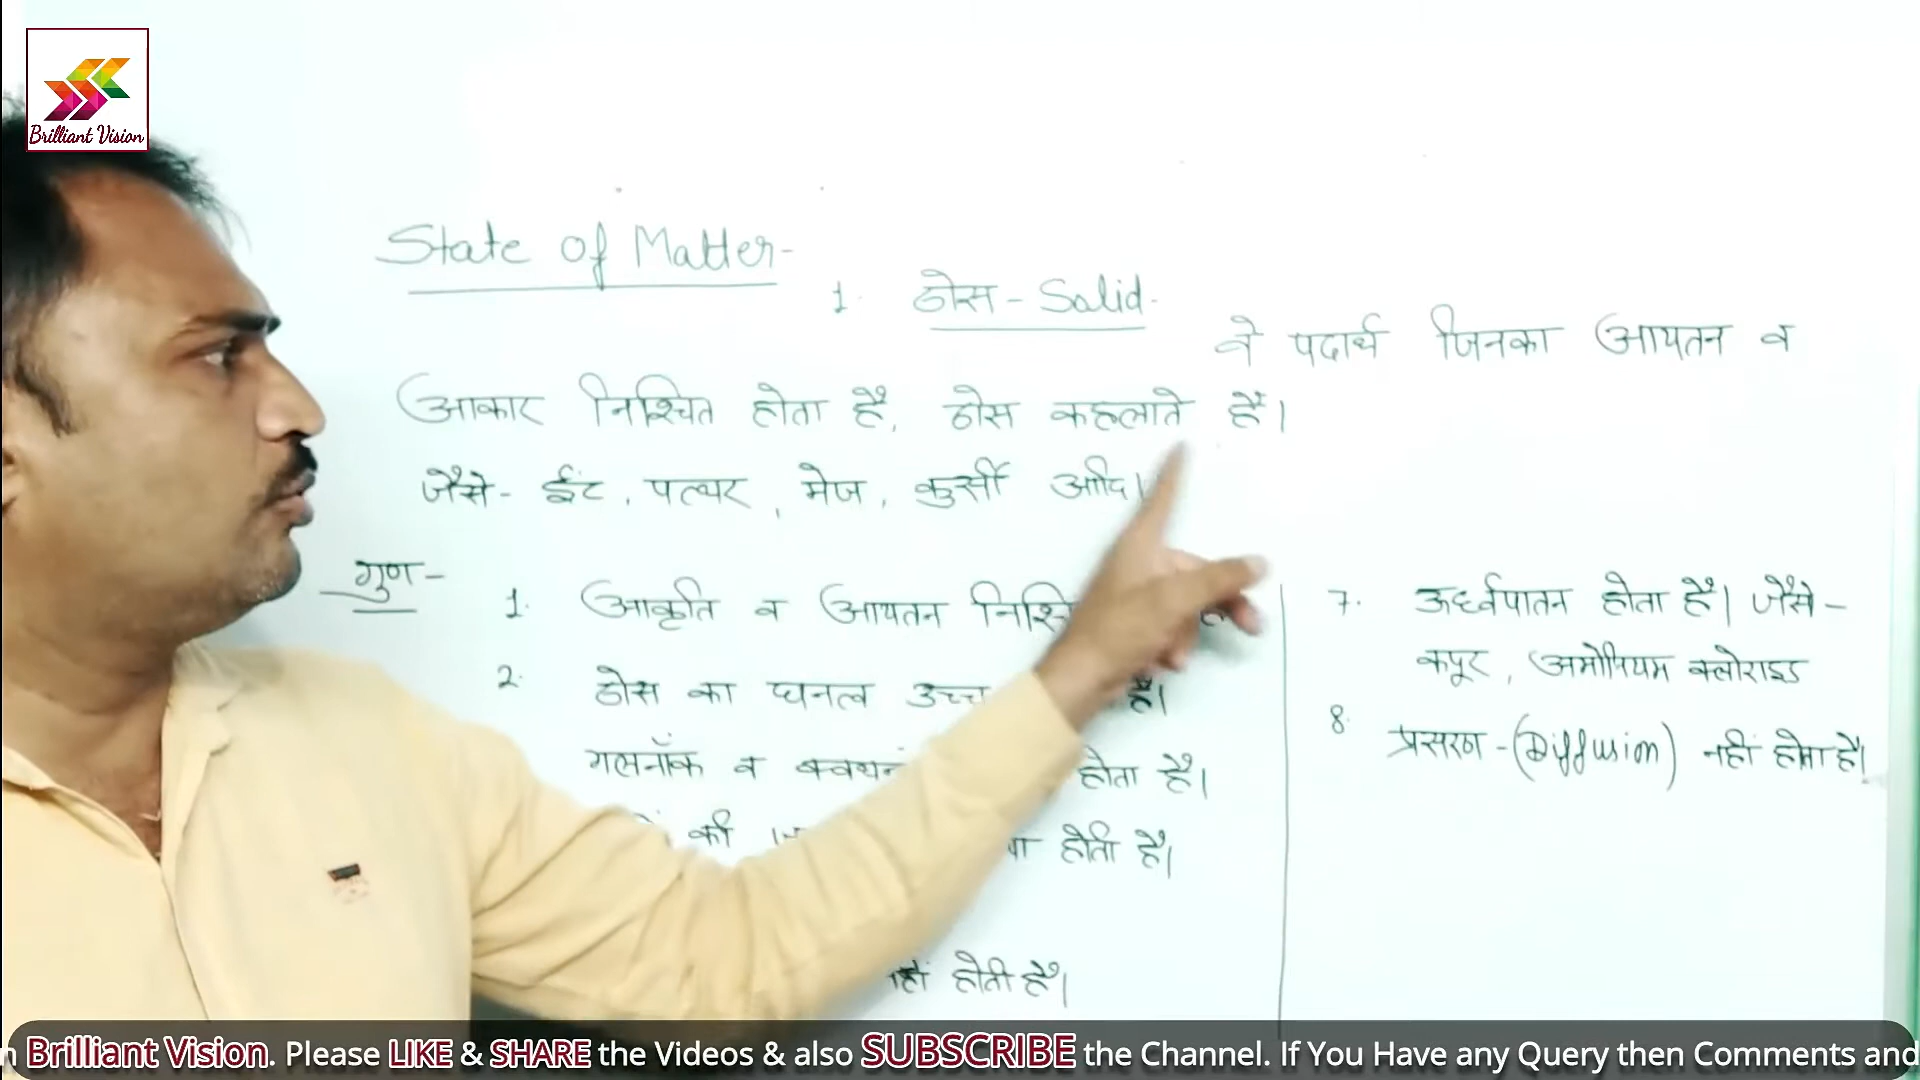 Brilliant Vision
State of Matter-
1. ठोस - Solid-
वे पदार्थ जिनका आयतन व
आकार निश्चित होता है, ठोस कहलाते हैं।
जैसे - ईंट, पत्थर, मेज, कुर्सी आदि।
गुण-
1. आकृति व आयतन
2. ठोस का घनत्व उच्च है।
गलनांक व होता है।
की होती है।
नहीं होती है।
7. ऊर्ध्वपातन होता है। जैसे-
कपूर, अमोनियम क्लोराइड
8. प्रसरण - (Diffusion) नहीं होता है।
n Brilliant Vision. Please LIKE & SHARE the Videos & also SUBSCRIBE the Channel. If You Have any Query then Comments and